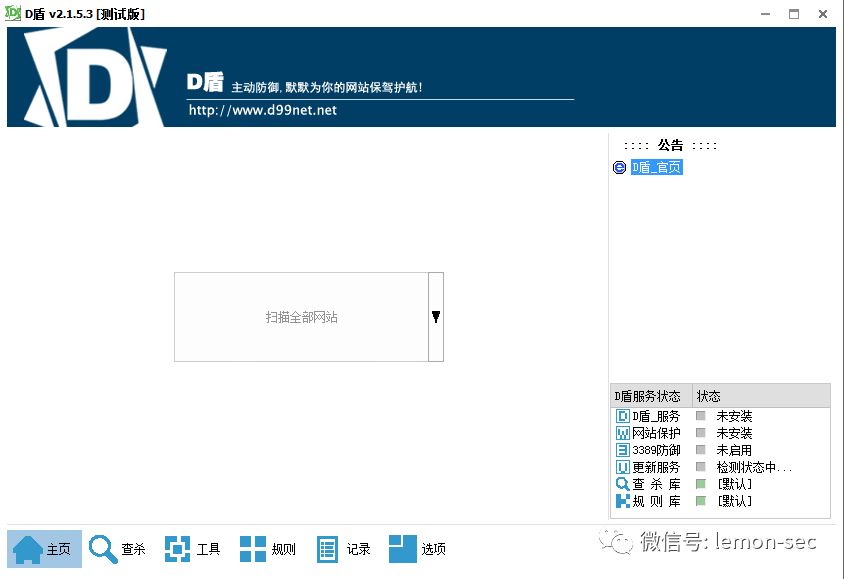 D盾 v2.1.5.3 [测试版]
D盾 主动防御,默默为你的网站保驾护航!
http://www.d99net.net
:::: 公告 ::::
D盾_官页
扫描全部网站
D盾服务状态 状态
D盾_服务 未安装
网站保护 未安装
3389防御 未启用
更新服务 检测状态中...
查 杀 库 [默认]
规 则 库 [默认]
主页 查杀 工具 规则 记录 选项
微信号: lemon-sec